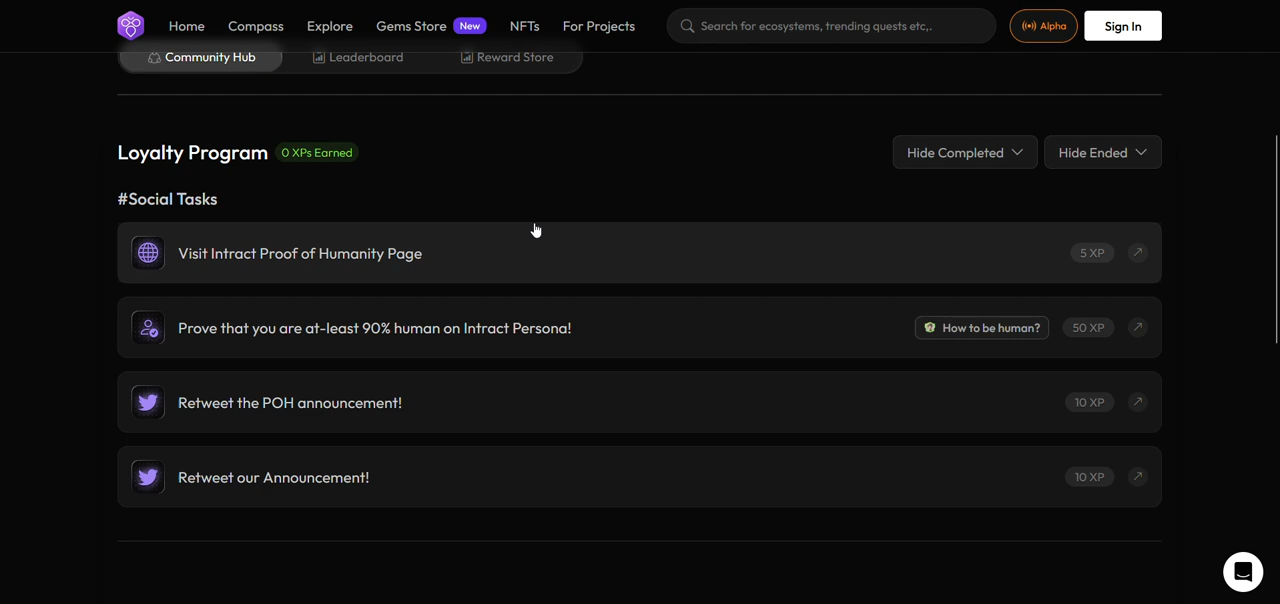 Home Compass Explore Gems Store New NFTs For Projects Search for ecosystems, trending quests etc,. Alpha Sign In
Community Hub Leaderboard Reward Store
Loyalty Program 0 XPs Earned Hide Completed Hide Ended
#Social Tasks
Visit Intract Proof of Humanity Page 5 XP
Prove that you are at-least 90% human on Intract Persona! How to be human? 50 XP
Retweet the POH announcement! 10 XP
Retweet our Announcement! 10 XP